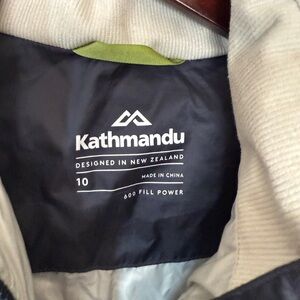 Kathmandu
DESIGNED IN NEW ZEALAND
10 MADE IN CHINA
600 FILL POWER